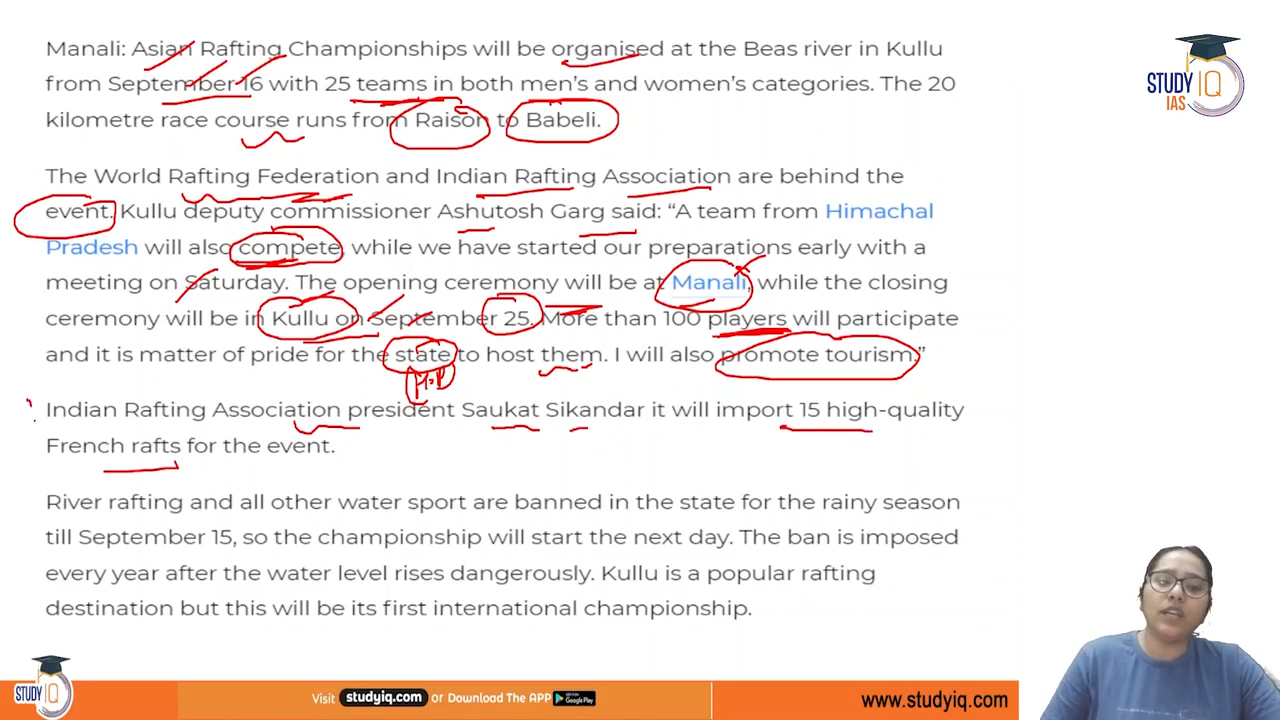 Manali: Asian Rafting Championships will be organised at the Beas river in Kullu
from September 16 with 25 teams in both men's and women's categories. The 20
kilometre race course runs from Raison to Babeli.
The World Rafting Federation and Indian Rafting Association are behind the
event. Kullu deputy commissioner Ashutosh Garg said: “A team from Himachal
Pradesh will also compete, while we have started our preparations early with a
meeting on Saturday. The opening ceremony will be at Manali, while the closing
ceremony will be in Kullu on September 25. More than 100 players will participate
and it is matter of pride for the state to host them. I will also promote tourism.”
H.P
Indian Rafting Association president Saukat Sikandar it will import 15 high-quality
French rafts for the event.
River rafting and all other water sport are banned in the state for the rainy season
till September 15, so the championship will start the next day. The ban is imposed
every year after the water level rises dangerously. Kullu is a popular rafting
destination but this will be its first international championship.
STUDY IQ
IAS
STUDY IQ
Visit studyiq.com or Download The APP Google Play
www.studyiq.com